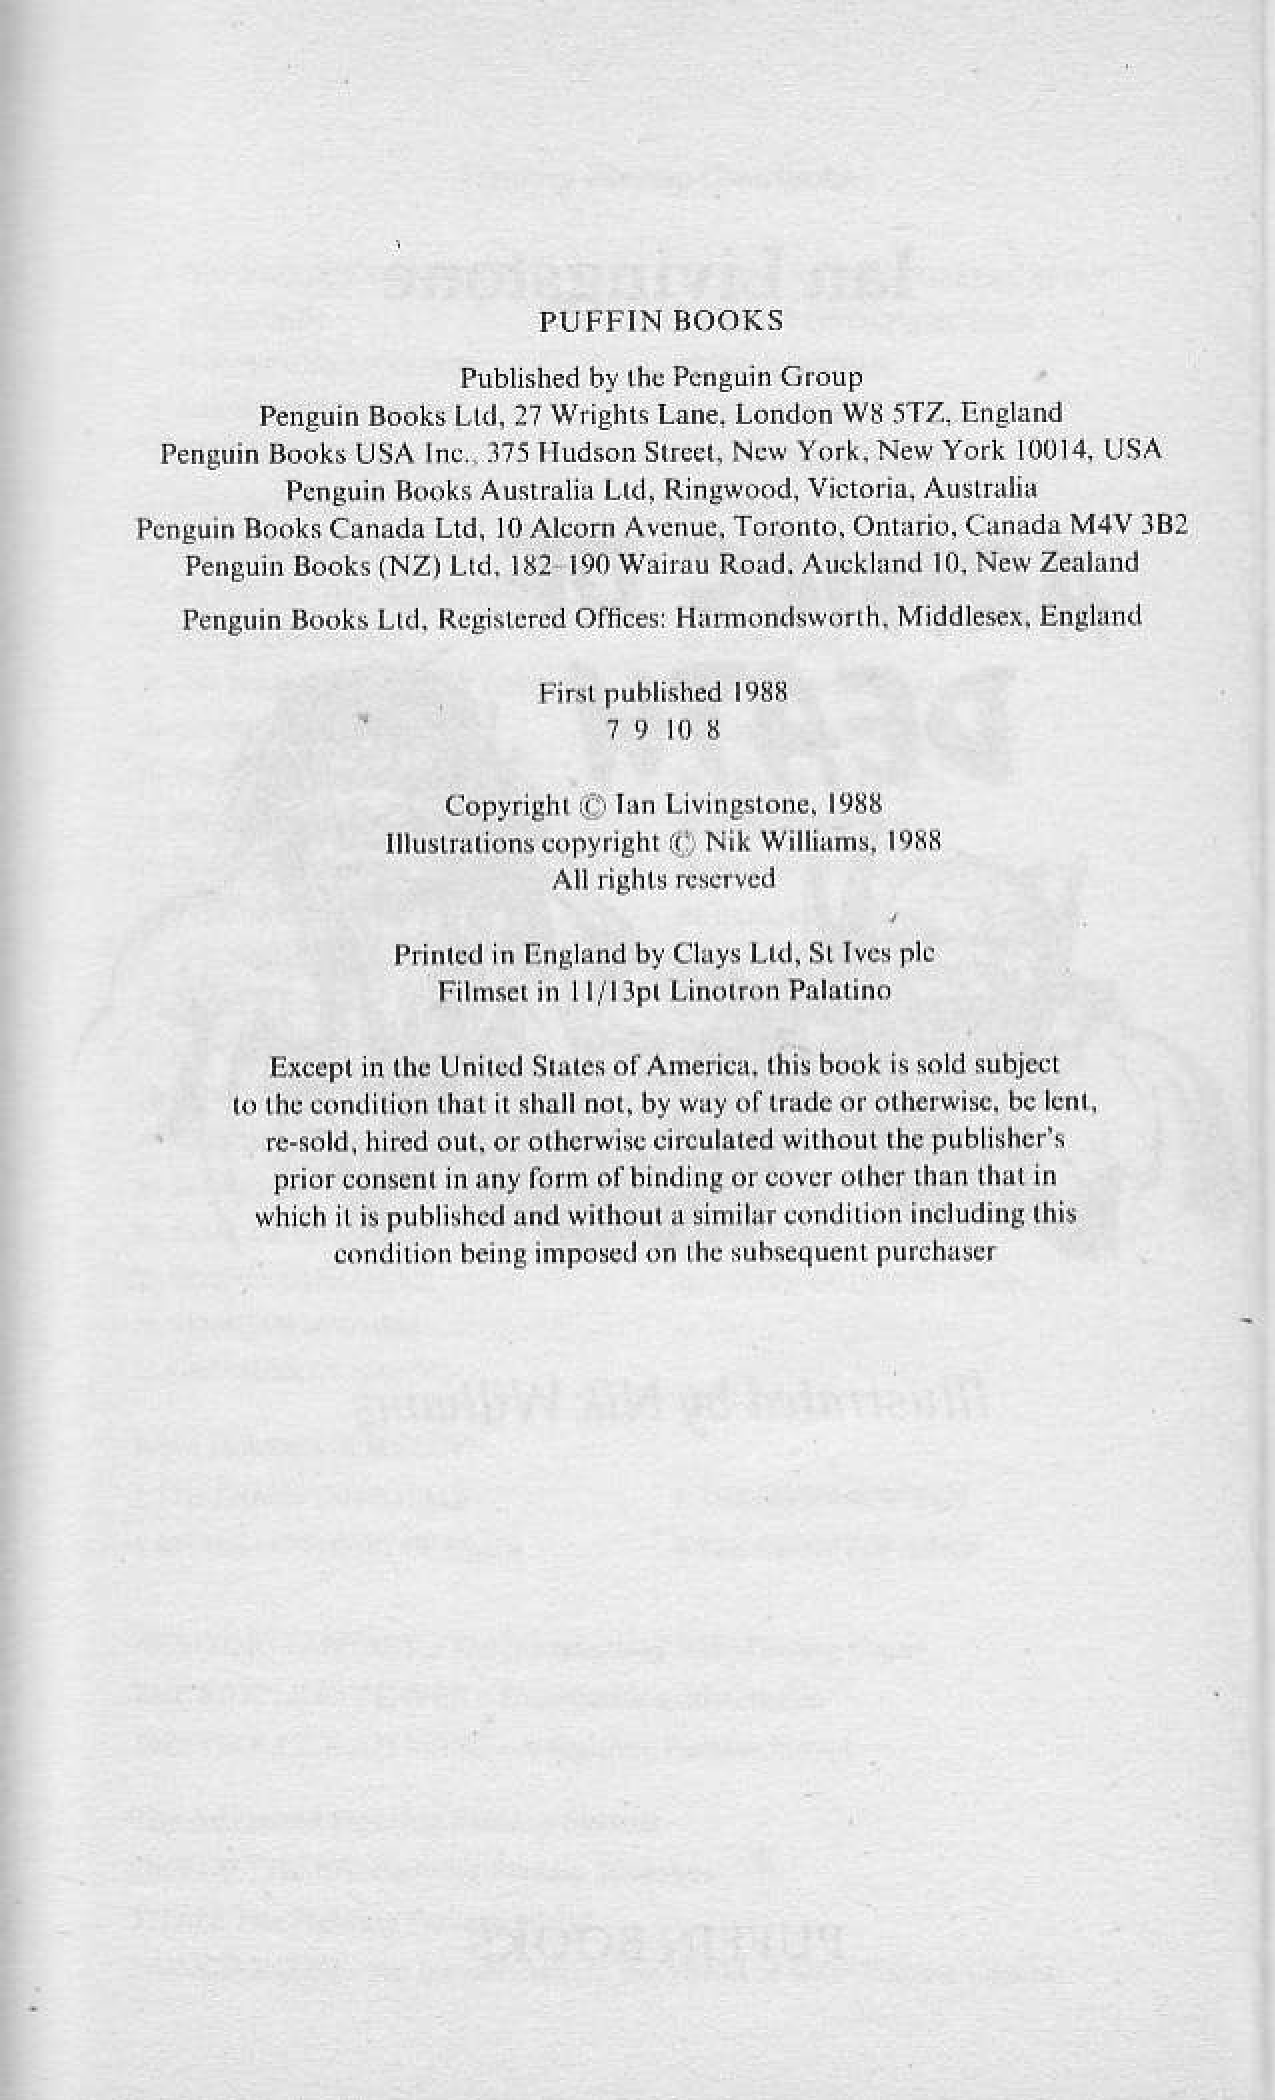 PUFFIN BOOKS
Published by the Penguin Group
Penguin Books Ltd, 27 Wrights Lane, London W8 5TZ, England
Penguin Books USA Inc., 375 Hudson Street, New York, New York 10014, USA
Penguin Books Australia Ltd, Ringwood, Victoria, Australia
Penguin Books Canada Ltd, 10 Alcorn Avenue, Toronto, Ontario, Canada M4V 3B2
Penguin Books (NZ) Ltd, 182–190 Wairau Road, Auckland 10, New Zealand
Penguin Books Ltd, Registered Offices: Harmondsworth, Middlesex, England
First published 1988
7 9 10 8
Copyright © Ian Livingstone, 1988
Illustrations copyright © Nik Williams, 1988
All rights reserved
Printed in England by Clays Ltd, St Ives plc
Filmset in 11/13pt Linotron Palatino
Except in the United States of America, this book is sold subject
to the condition that it shall not, by way of trade or otherwise, be lent,
re-sold, hired out, or otherwise circulated without the publisher's
prior consent in any form of binding or cover other than that in
which it is published and without a similar condition including this
condition being imposed on the subsequent purchaser